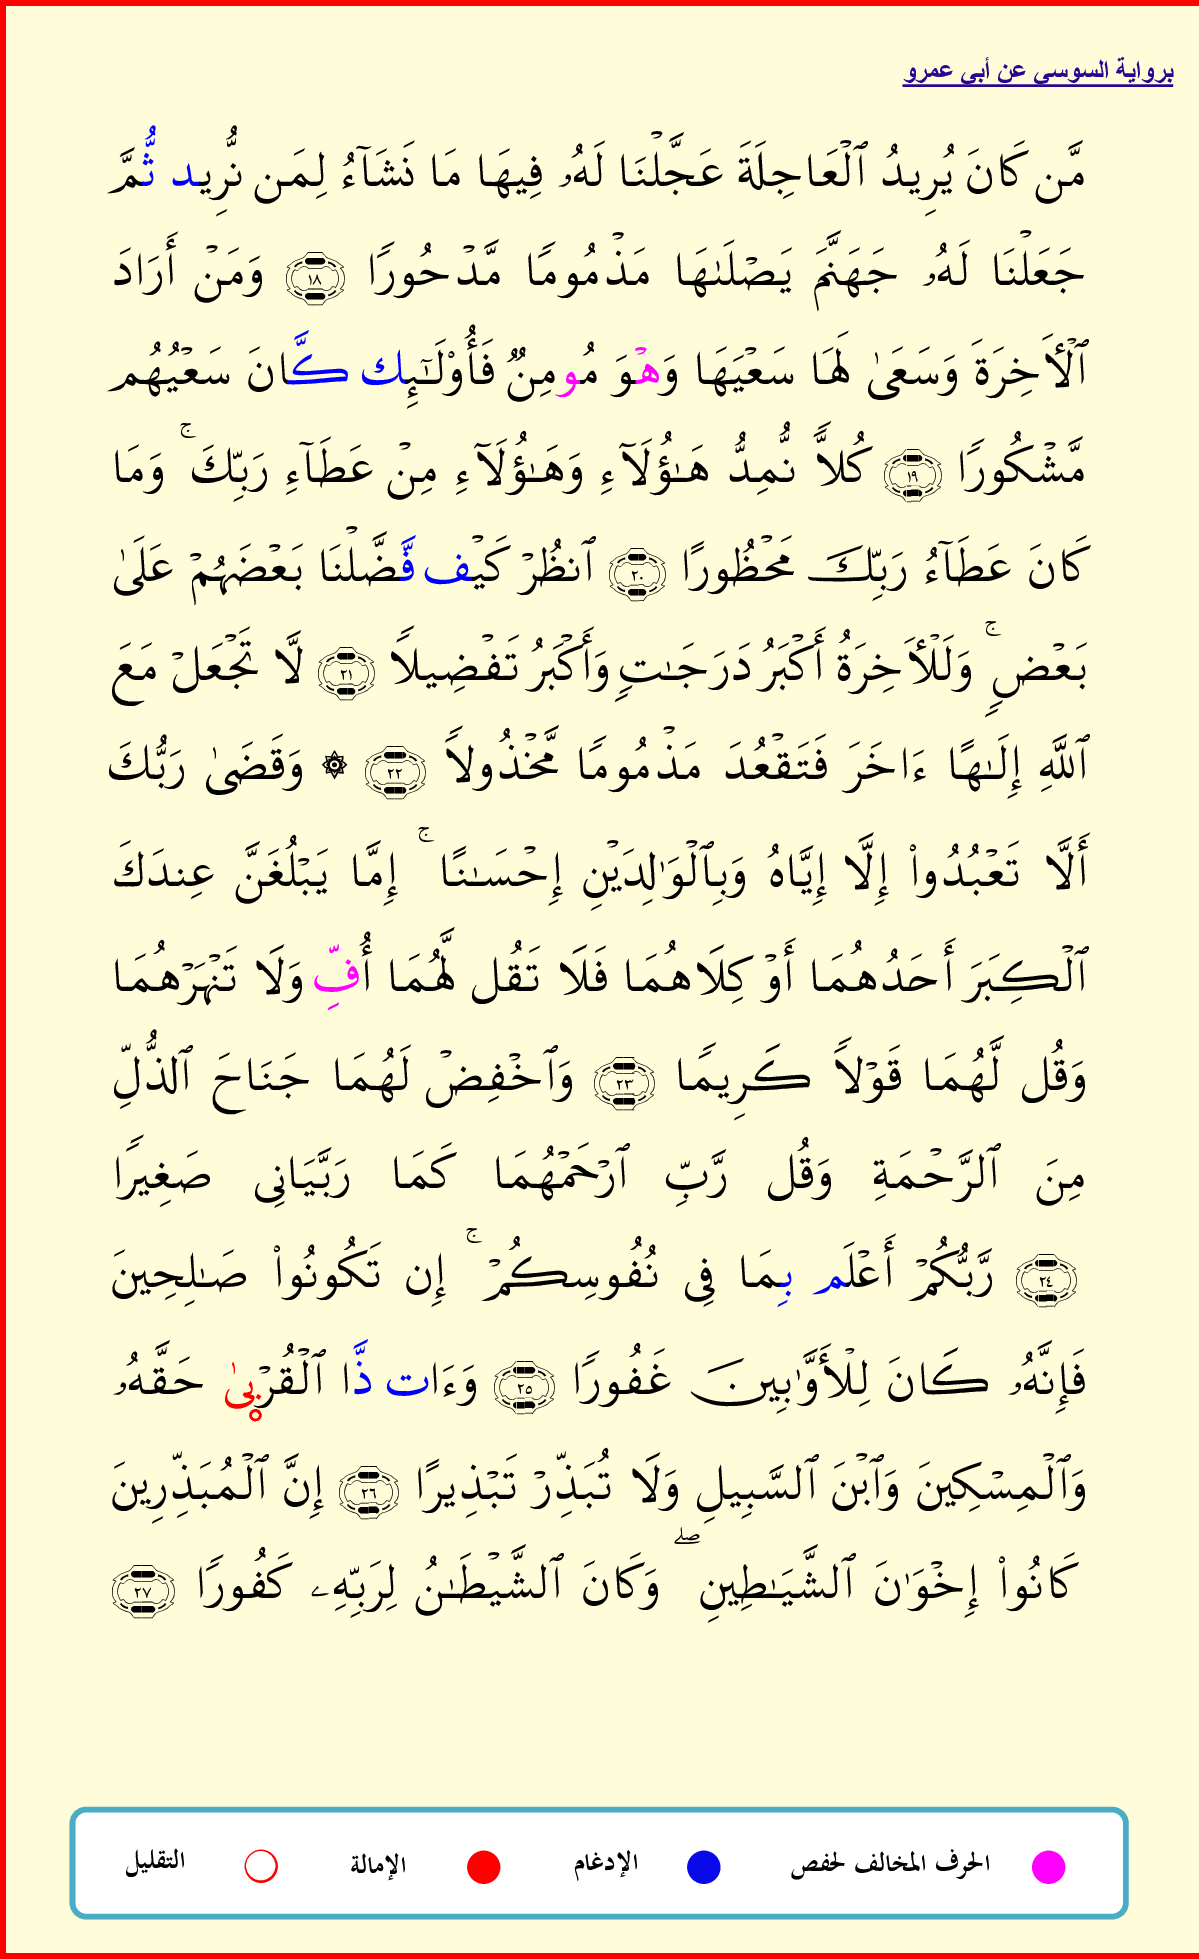 برواية السوسي عن أبي عمرو
مَّن كَانَ يُرِيدُ ٱلۡعَاجِلَةَ عَجَّلۡنَا لَهُۥ فِيهَا مَا نَشَآءُ لِمَن نُّرِيد ثُّمَّ
جَعَلۡنَا لَهُۥ جَهَنَّمَ يَصۡلَىٰهَا مَذۡمُومًا مَّدۡحُورًا ١٨ وَمَنۡ أَرَادَ
ٱلۡأَخِرَةَ وَسَعَىٰ لَهَا سَعۡيَهَا وَهۡوَ مُومِنٌ فَأُوْلَـٰٓئِك كَّانَ سَعۡيُهُم
مَّشۡكُورًا ١٩ كُلاًّ نُّمِدُّ هَـٰٓؤُلَآءِ وَهَـٰٓؤُلَآءِ مِنۡ عَطَآءِ رَبِّكَ ۚ وَمَا
كَانَ عَطَآءُ رَبِّكَ مَحۡظُورًا ٢٠ ٱنظُرۡ كَيۡف فَّضَّلۡنَا بَعۡضَهُمۡ عَلَىٰ
بَعۡضٍ ۚ وَلَلۡأَخِرَةُ أَكۡبَرُ دَرَجَـٰتٍ وَأَكۡبَرُ تَفۡضِيلاً ٢١ لَّا تَجۡعَلۡ مَعَ
ٱللَّهِ إِلَـٰهًا ءَاخَرَ فَتَقۡعُدَ مَذۡمُومًا مَّخۡذُولاً ٢٢ ۞ وَقَضَىٰ رَبُّكَ
أَلَّا تَعۡبُدُواْ إِلَّا إِيَّاهُ وَبِٱلۡوَٰلِدَيۡنِ إِحۡسَـٰنًا ۚ إِمَّا يَبۡلُغَنَّ عِندَكَ
ٱلۡكِبَرَ أَحَدُهُمَا أَوۡ كِلَاهُمَا فَلَا تَقُل لَّهُمَا أُفِّ وَلَا تَنۡهَرۡهُمَا
وَقُل لَّهُمَا قَوۡلاً كَرِيمًا ٢٣ وَٱخۡفِضۡ لَهُمَا جَنَاحَ ٱلذُّلِّ
مِنَ ٱلرَّحۡمَةِ وَقُل رَّبِّ ٱرۡحَمۡهُمَا كَمَا رَبَّيَانِى صَغِيرًا
٢٤ رَّبُّكُمۡ أَعۡلَم بِمَا فِى نُفُوسِكُمۡ ۚ إِن تَكُونُواْ صَـٰلِحِينَ
فَإِنَّهُۥ كَانَ لِلۡأَوَّٰبِينَ غَفُورًا ٢٥ وَءَات ذَّا ٱلۡقُرۡبَىٰ حَقَّهُۥ
وَٱلۡمِسۡكِينَ وَٱبۡنَ ٱلسَّبِيلِ وَلَا تُبَذِّرۡ تَبۡذِيرًا ٢٦ إِنَّ ٱلۡمُبَذِّرِينَ
كَانُواْ إِخۡوَٰنَ ٱلشَّيَـٰطِينِ ۖ وَكَانَ ٱلشَّيۡطَـٰنُ لِرَبِّهِۦ كَفُورًا ٢٧
الحرف المخالف لحفص الإدغام الإمالة التقليل